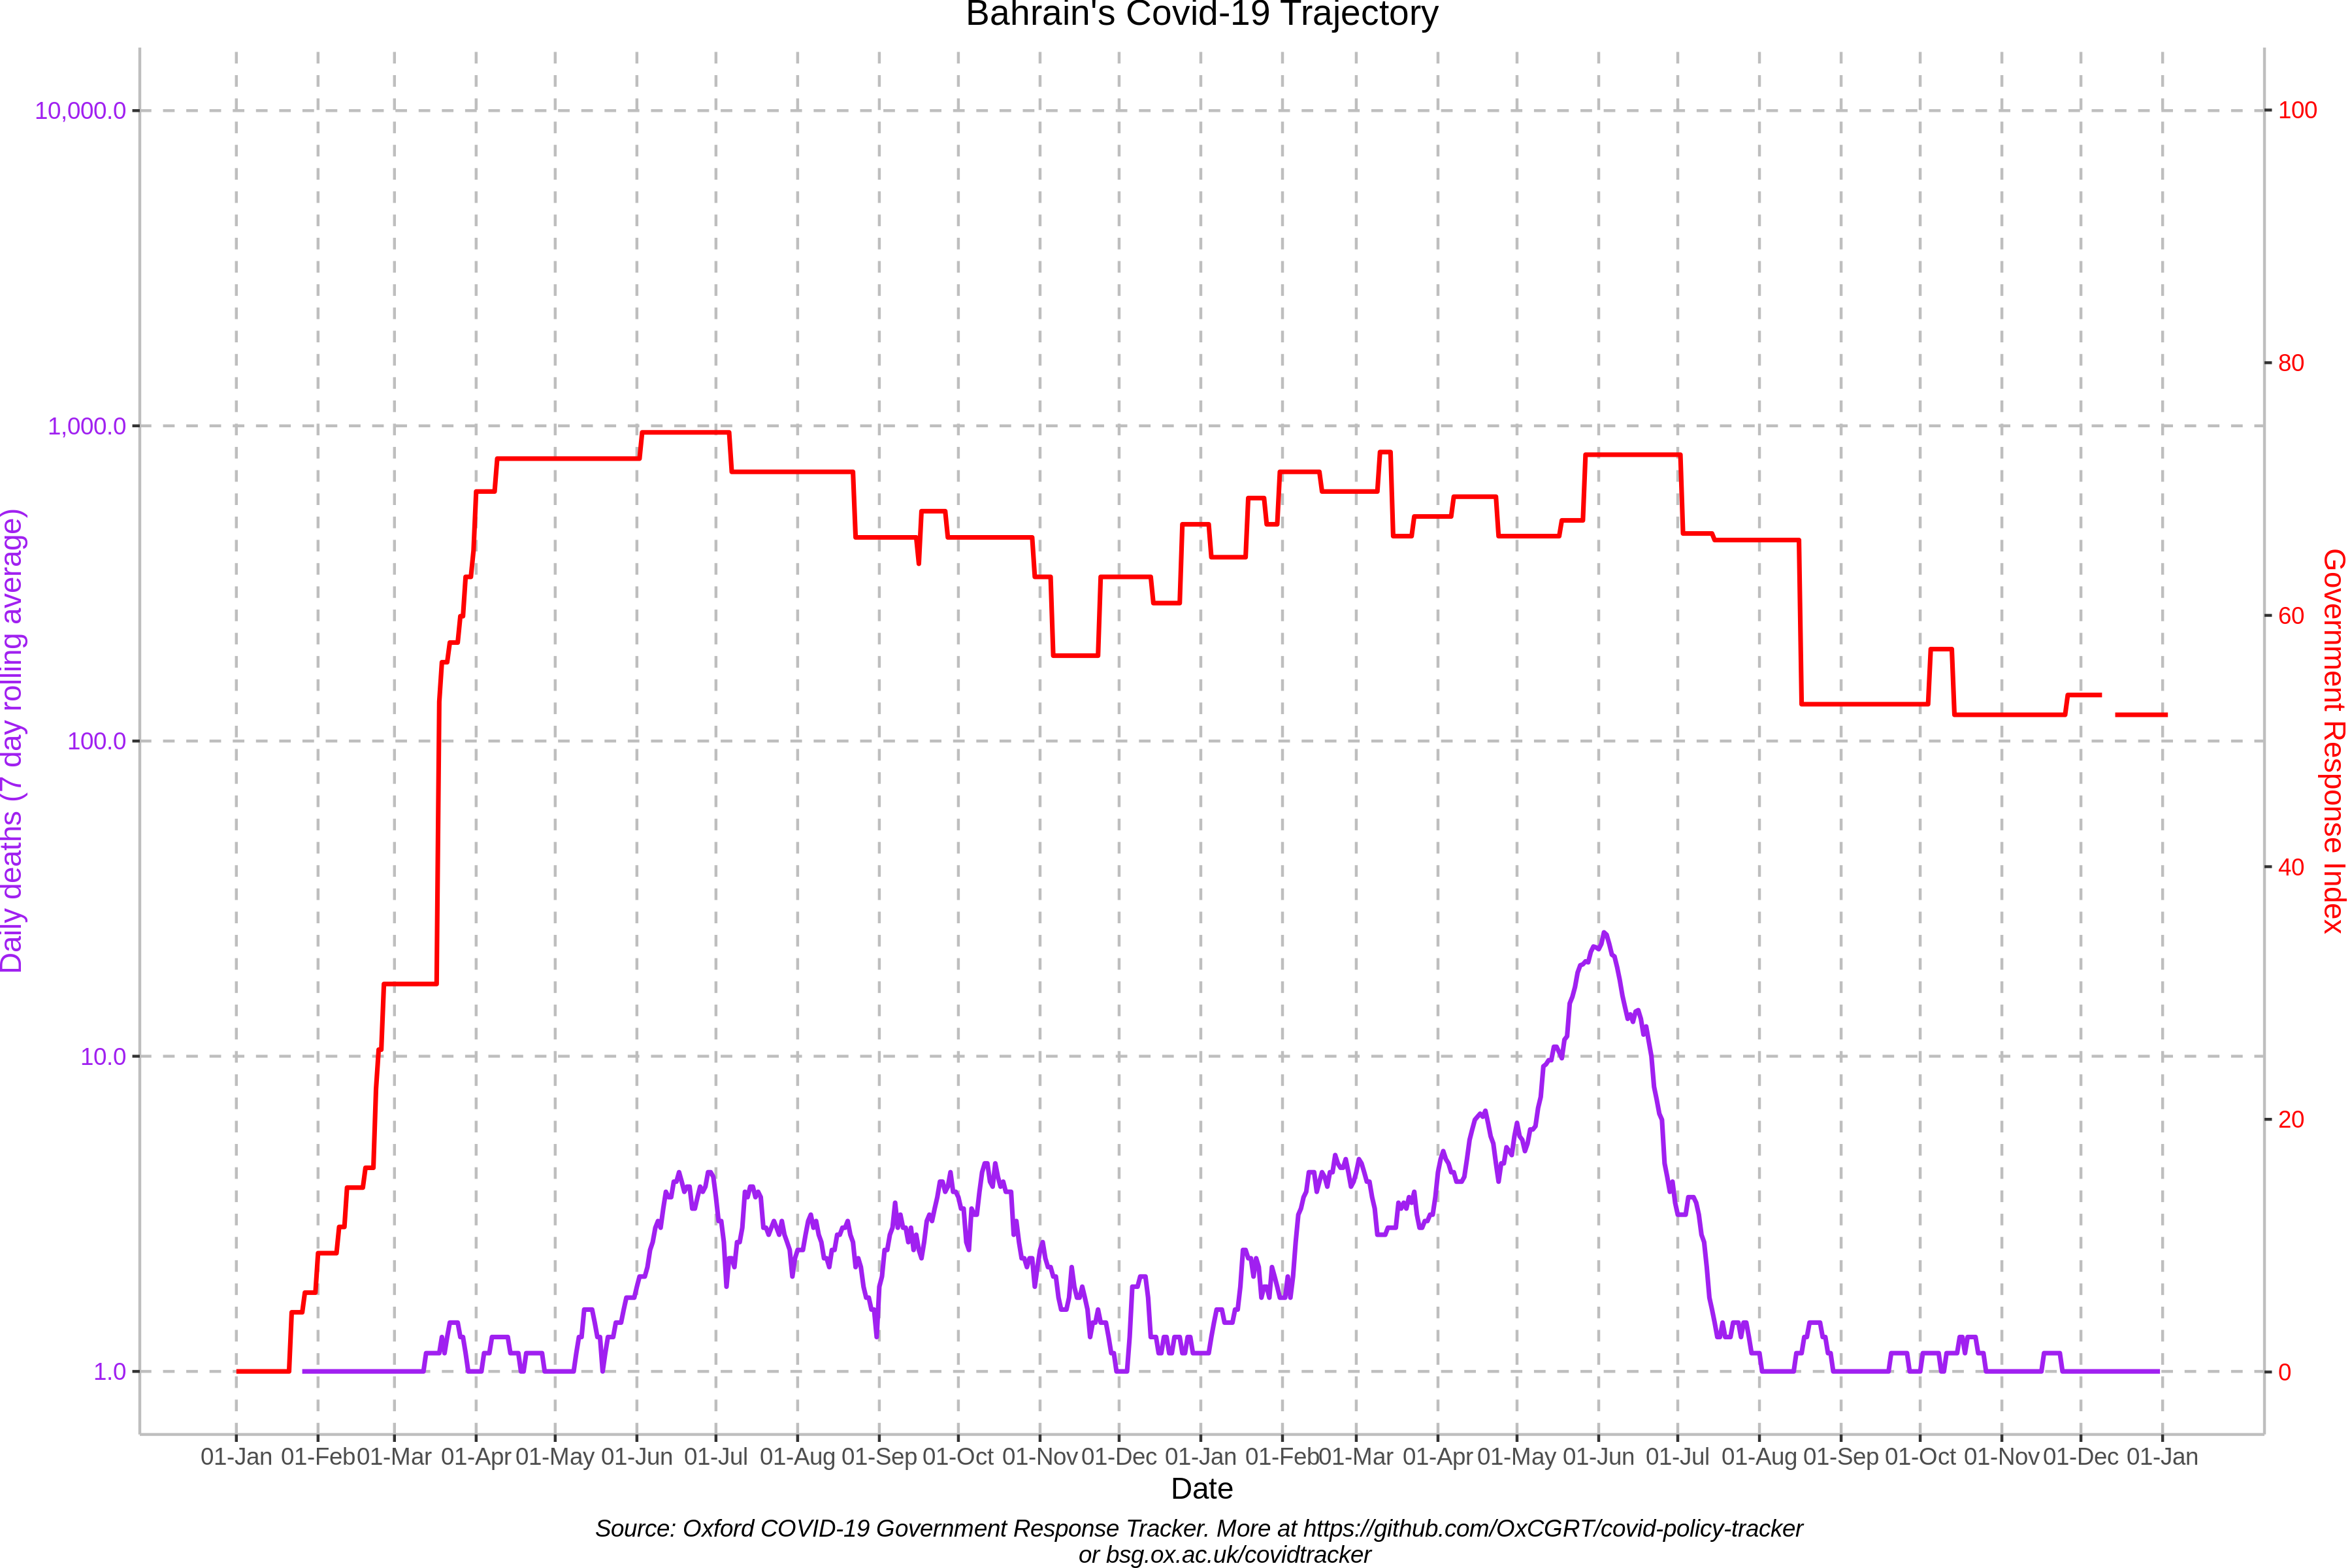 Bahrain's Covid-19 Trajectory
10,000.0
1,000.0
100.0
10.0
1.0
Daily deaths (7 day rolling average)
100
80
60
40
20
0
Government Response Index
01-Jan 01-Feb 01-Mar 01-Apr 01-May 01-Jun 01-Jul 01-Aug 01-Sep 01-Oct 01-Nov 01-Dec 01-Jan 01-Feb 01-Mar 01-Apr 01-May 01-Jun 01-Jul 01-Aug 01-Sep 01-Oct 01-Nov 01-Dec 01-Jan
Date
Source: Oxford COVID-19 Government Response Tracker. More at https://github.com/OxCGRT/covid-policy-tracker
or bsg.ox.ac.uk/covidtracker